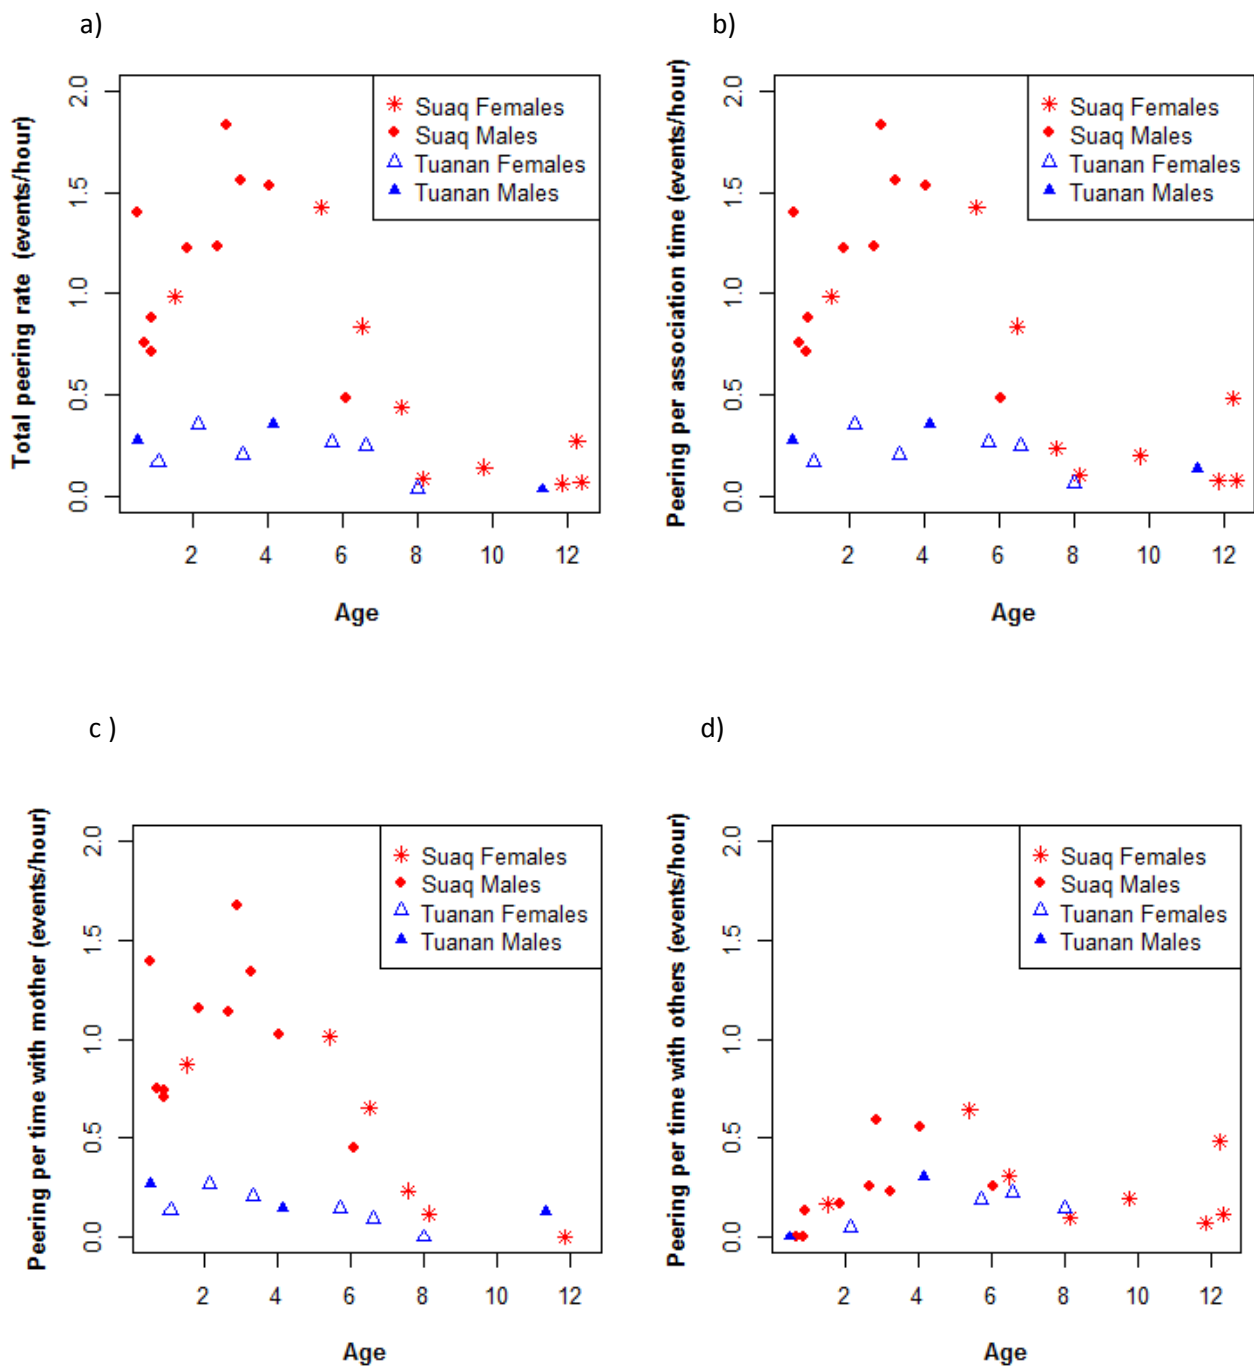 a)
Total peering rate  (events/hour)
0.0 0.5 1.0 1.5 2.0
Suaq Females
Suaq Males
Tuanan Females
Tuanan Males
2 4 6 8 10 12
Age
b)
Peering per association time (events/hour)
0.0 0.5 1.0 1.5 2.0
Suaq Females
Suaq Males
Tuanan Females
Tuanan Males
2 4 6 8 10 12
Age
c )
Peering per time with mother (events/hour)
0.0 0.5 1.0 1.5 2.0
Suaq Females
Suaq Males
Tuanan Females
Tuanan Males
2 4 6 8 10 12
Age
d)
Peering per time with others (events/hour)
0.0 0.5 1.0 1.5 2.0
Suaq Females
Suaq Males
Tuanan Females
Tuanan Males
2 4 6 8 10 12
Age